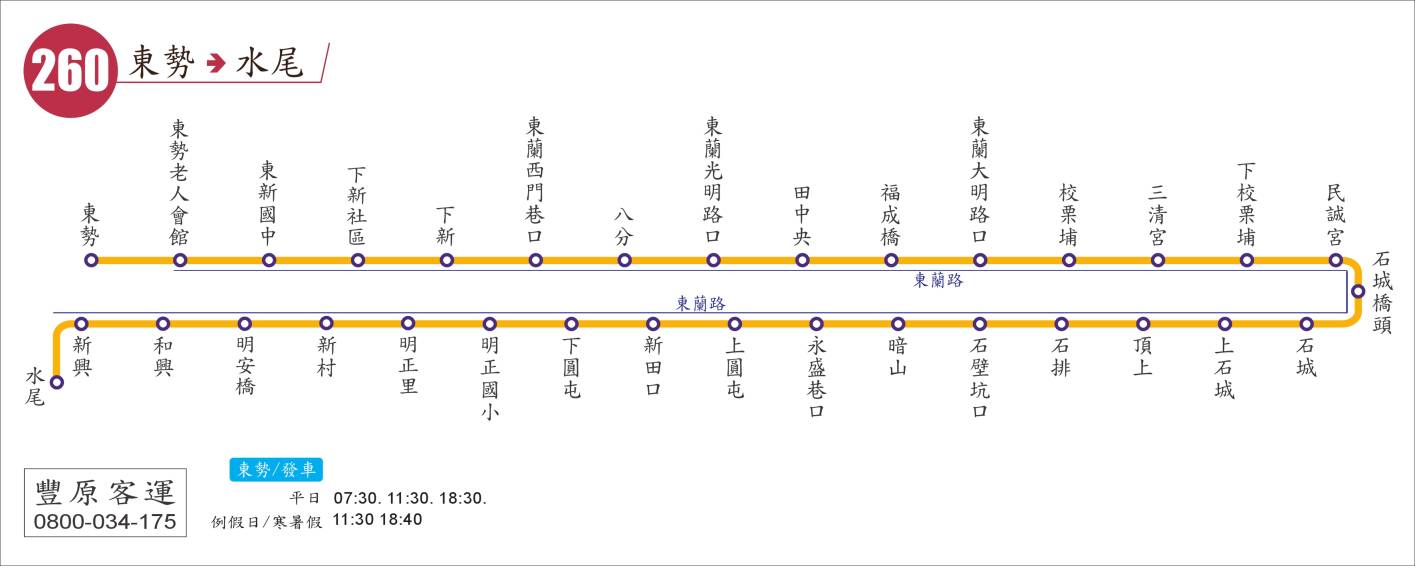 260 東勢 → 水尾
東勢
東勢老人會館
東新國中
下新社區
下新
東蘭西門巷口
八分
東蘭光明路口
田中央
福成橋
東蘭大明路口
校栗埔
三清宮
下校栗埔
民誠宮
石城橋頭
東蘭路
東蘭路
石城
上石城
頂上
石排
石壁坑口
暗山
永盛巷口
上圓屯
新田口
下圓屯
明正國小
明正里
新村
明安橋
和興
新興
水尾
東勢/發車
平日 07:30. 11:30. 18:30.
例假日/寒暑假 11:30 18:40
豐原客運
0800-034-175